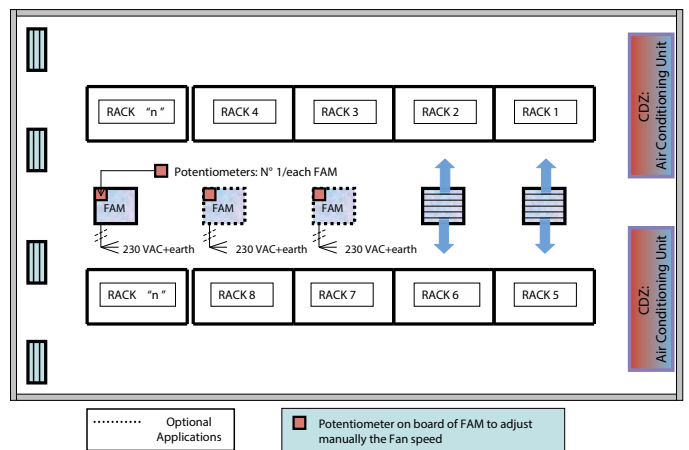 RACK "n"
RACK 4
RACK 3
RACK 2
RACK 1
CDZ:
Air Conditioning Unit
Potentiometers: N° 1/each FAM
FAM
FAM
FAM
230 VAC+earth
230 VAC+earth
230 VAC+earth
RACK "n"
RACK 8
RACK 7
RACK 6
RACK 5
CDZ:
Air Conditioning Unit
Optional
Applications
Potentiometer on board of FAM to adjust
manually the Fan speed